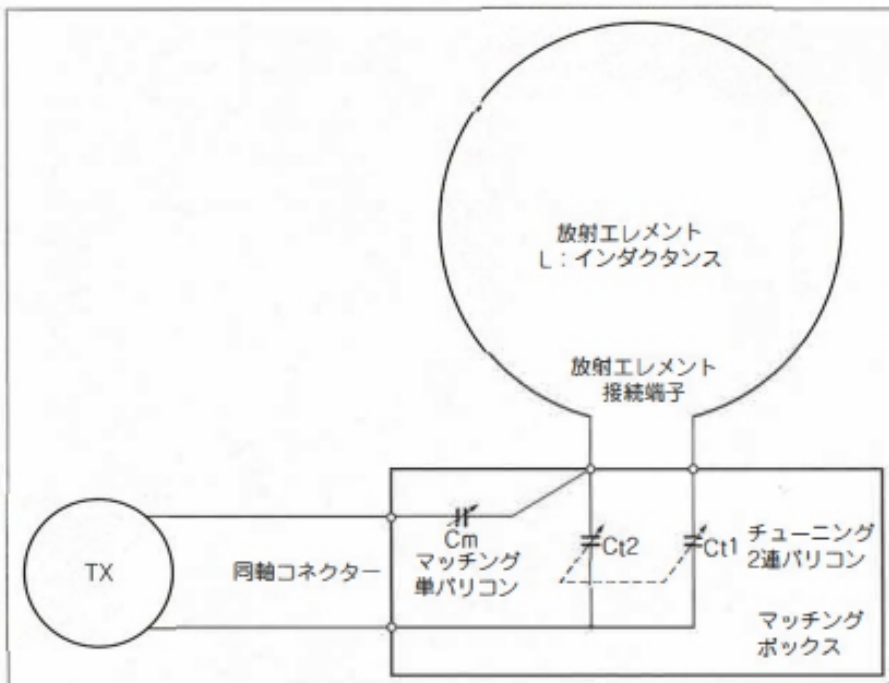 放射エレメント
L：インダクタンス
放射エレメント
接続端子
TX
同軸コネクター
Cm
マッチング
単バリコン
Ct2
Ct1
チューニング
2連バリコン
マッチング
ボックス